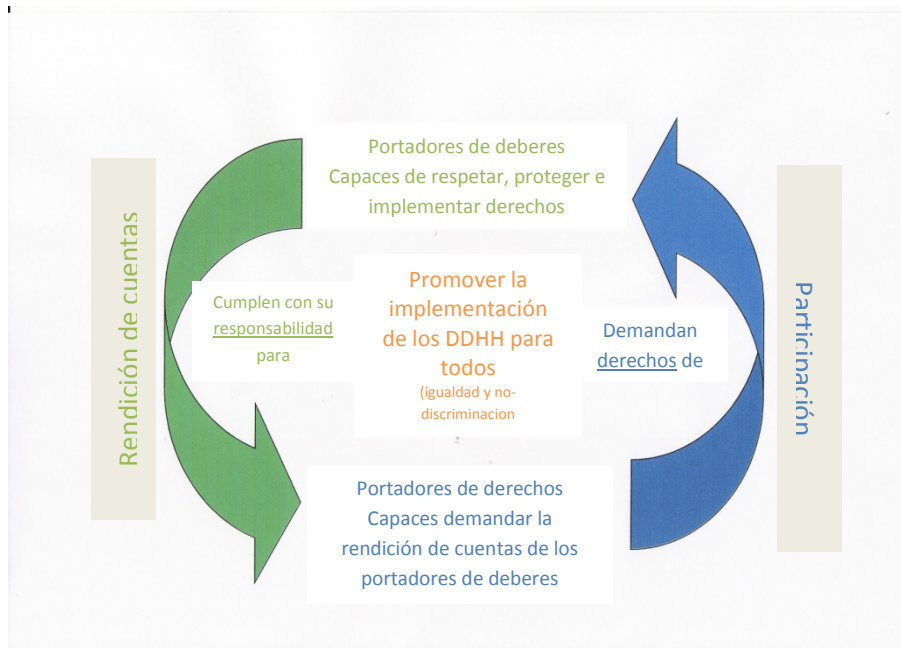 Portadores de deberes
Capaces de respetar, proteger e
implementar derechos
Rendición de cuentas
Cumplen con su
responsabilidad
para
Promover la
implementación
de los DDHH para
todos
(igualdad y no-
discriminacion
Demandan
derechos de
Participación
Portadores de derechos
Capaces demandar la
rendición de cuentas de los
portadores de deberes